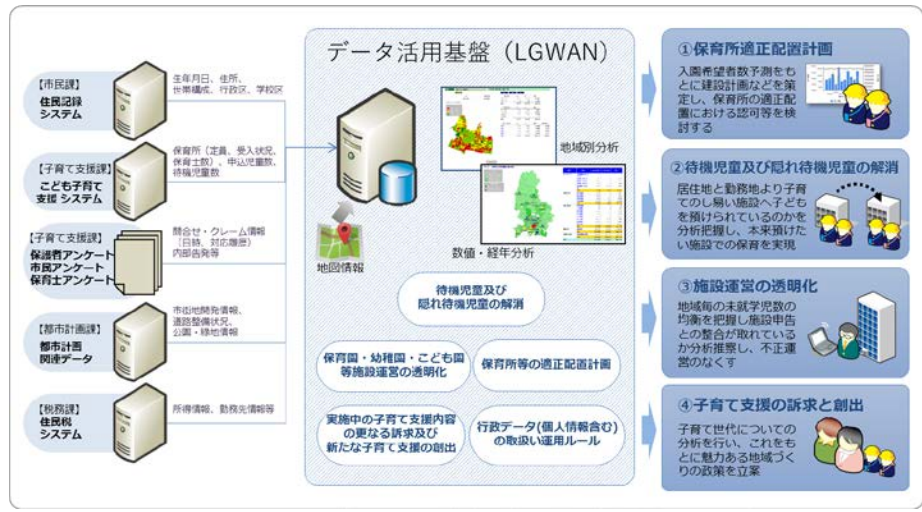 【市民課】
住民記録
システム
生年月日、住所、
世帯構成、行政区、学校区
【子育て支援課】
こども子育て
支援 システム
保育所（定員、受入状況、
保育士数）、申込児童数、
待機児童数
【子育て支援課】
保護者アンケート
市民アンケート
保育士アンケート
問合せ・クレーム情報
（日時、対応履歴）
内部告発等
【都市計画課】
都市計画
関連データ
市街地開発情報、
道路整備状況、
公園・緑地情報
【税務課】
住民税
システム
所得情報、勤務先情報等
データ活用基盤（LGWAN）
地域別分析
数値・経年分析
地図情報
待機児童及び
隠れ待機児童の解消
保育園・幼稚園・こども園
等施設運営の透明化
保育所等の適正配置計画
実施中の子育て支援内容
の更なる訴求及び
新たな子育て支援の創出
行政データ(個人情報含む)
の取扱い運用ルール
①保育所適正配置計画
入園希望者数予測をも
とに建設計画などを策
定し、保育所の適正配
置における認可等を検
討する
②待機児童及び隠れ待機児童の解消
居住地と勤務地より子育て
のし易い施設へ子ども
を預けられているのかを
分析把握し、本来預けた
い施設での保育を実現
③施設運営の透明化
地域毎の未就学児数の
均衡を把握し施設申告
との整合が取れている
か分析推察し、不正運
営のなくす
④子育て支援の訴求と創出
子育て世代についての
分析を行い、これをも
とに魅力ある地域づく
りの政策を立案